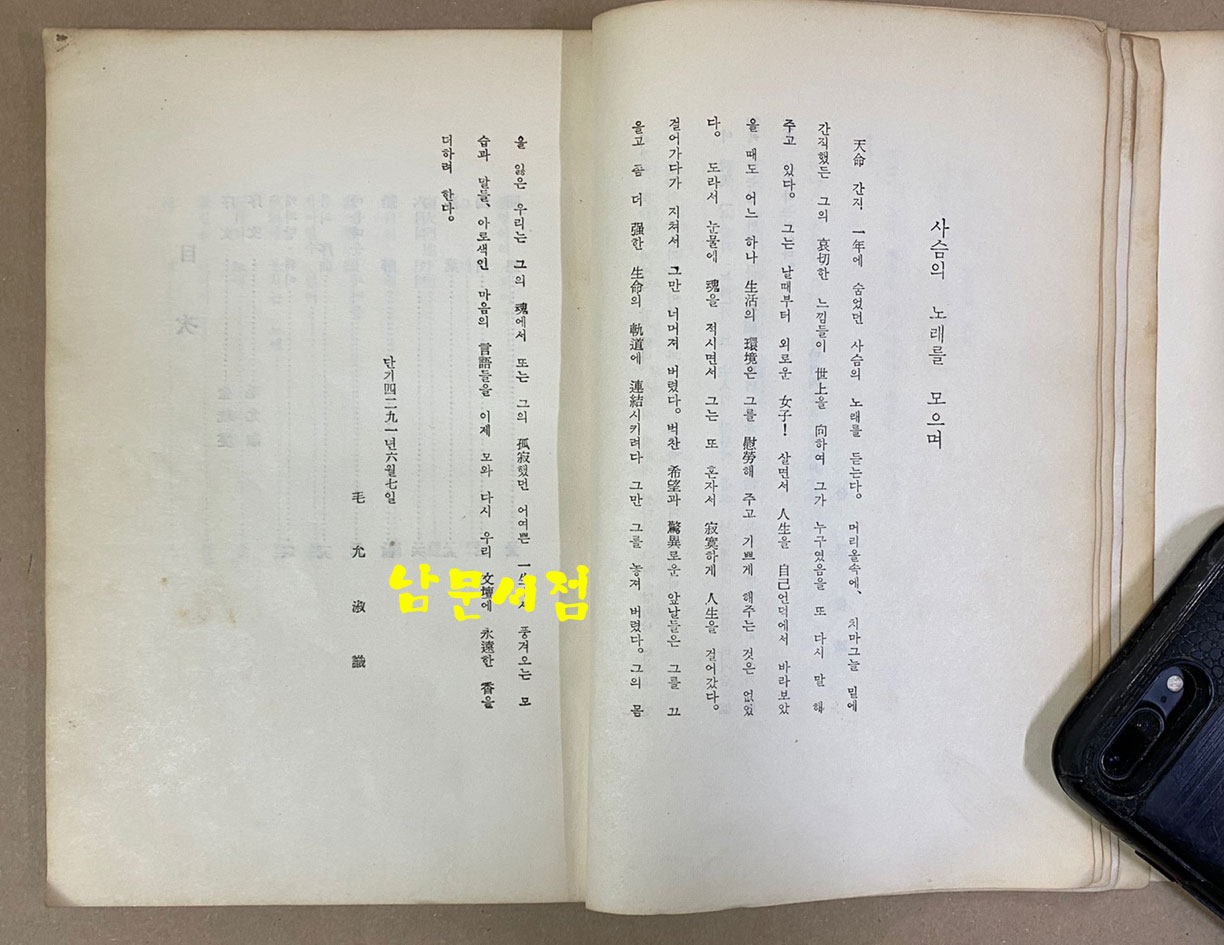 사슴의 노래를 모으며
天命 간직 一年에 숨었던 사슴의 노래를 듣는다。 머리올속에、 치마그늘 밑에
간직했든 그의 哀切한 느낌들이 世上을 向하여 그가 누구였음을 또 다시 말 해
주고 있다。 그는 날때부터 외로운 女子! 살면서 人生을 自己언덕에서 바라보았
을 때도 어느 하나 生活의 環境은 그를 慰勞해 주고 기쁘게 해주는 것은 없었
다。 도라서 눈물에 魂을 적시면서 그는 또 혼자서 寂寞하게 人生을 걸어갔다。
걸어가다가 지쳐서 그만 너머져 버렸다。 벅찬 希望과 驚異로운 앞날들은 그를 끄
을고 좀 더 强한 生命의 軌道에 連結시키려다 그만 그를 놓져 버렸다。 그의 몸
을 잃은 우리는 그의 魂에서 또는 그의 孤寂했던 어여쁜 풍겨오는 모
습과 말들、 아로색인 마음의 言語들을 이제 모와 다시 우리 文壇에 永遠한 香을
더하려 한다。
단기四二九一년六월七일
毛允淑 識
目次
남문서점